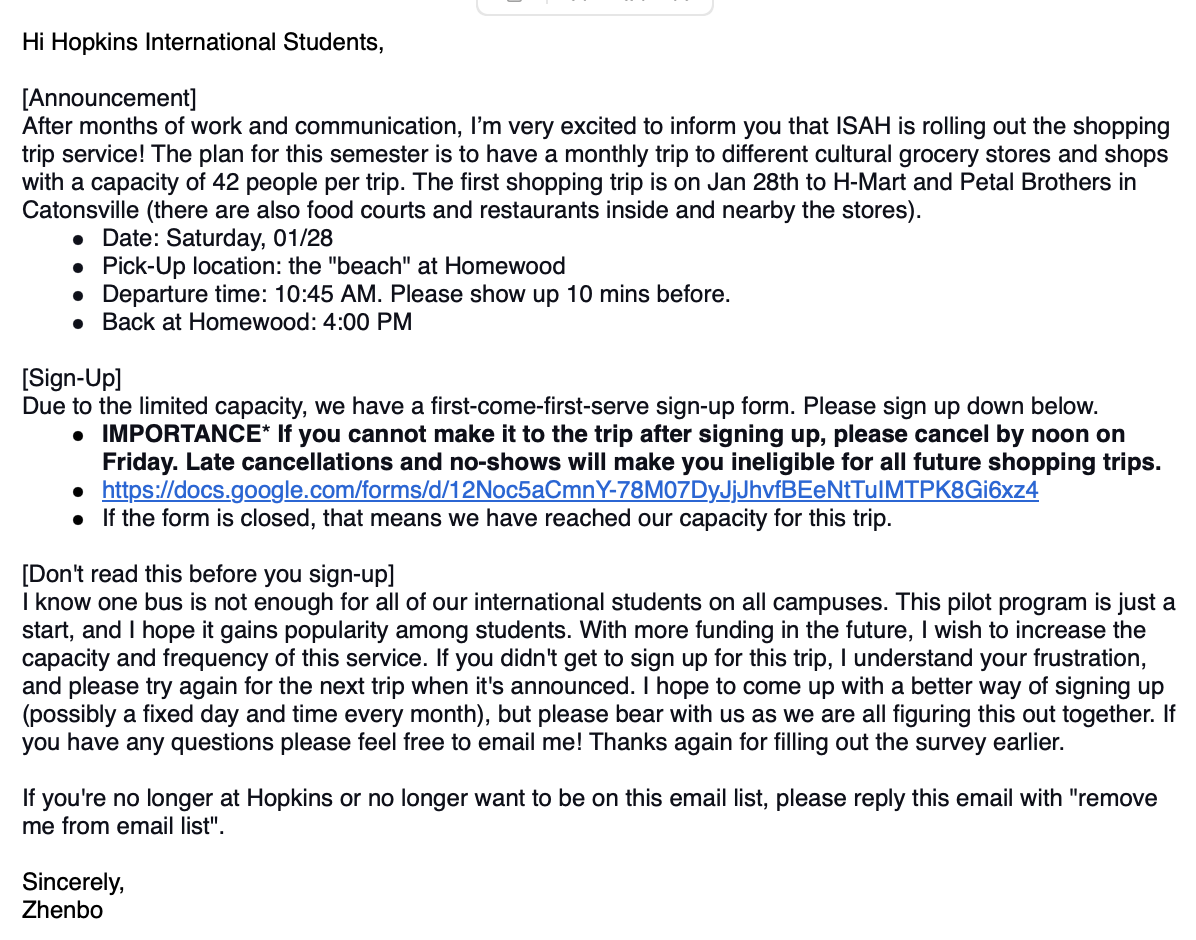 Hi Hopkins International Students,
[Announcement]
After months of work and communication, I’m very excited to inform you that ISAH is rolling out the shopping
trip service! The plan for this semester is to have a monthly trip to different cultural grocery stores and shops
with a capacity of 42 people per trip. The first shopping trip is on Jan 28th to H-Mart and Petal Brothers in
Catonsville (there are also food courts and restaurants inside and nearby the stores).
● Date: Saturday, 01/28
● Pick-Up location: the "beach" at Homewood
● Departure time: 10:45 AM. Please show up 10 mins before.
● Back at Homewood: 4:00 PM
[Sign-Up]
Due to the limited capacity, we have a first-come-first-serve sign-up form. Please sign up down below.
● IMPORTANCE* If you cannot make it to the trip after signing up, please cancel by noon on
Friday. Late cancellations and no-shows will make you ineligible for all future shopping trips.
● https://docs.google.com/forms/d/12Noc5aCmnY-78M07DyJjJhvfBEeNtTuIMTPK8Gi6xz4
● If the form is closed, that means we have reached our capacity for this trip.
[Don't read this before you sign-up]
I know one bus is not enough for all of our international students on all campuses. This pilot program is just a
start, and I hope it gains popularity among students. With more funding in the future, I wish to increase the
capacity and frequency of this service. If you didn't get to sign up for this trip, I understand your frustration,
and please try again for the next trip when it's announced. I hope to come up with a better way of signing up
(possibly a fixed day and time every month), but please bear with us as we are all figuring this out together. If
you have any questions please feel free to email me! Thanks again for filling out the survey earlier.
If you're no longer at Hopkins or no longer want to be on this email list, please reply this email with "remove
me from email list".
Sincerely,
Zhenbo